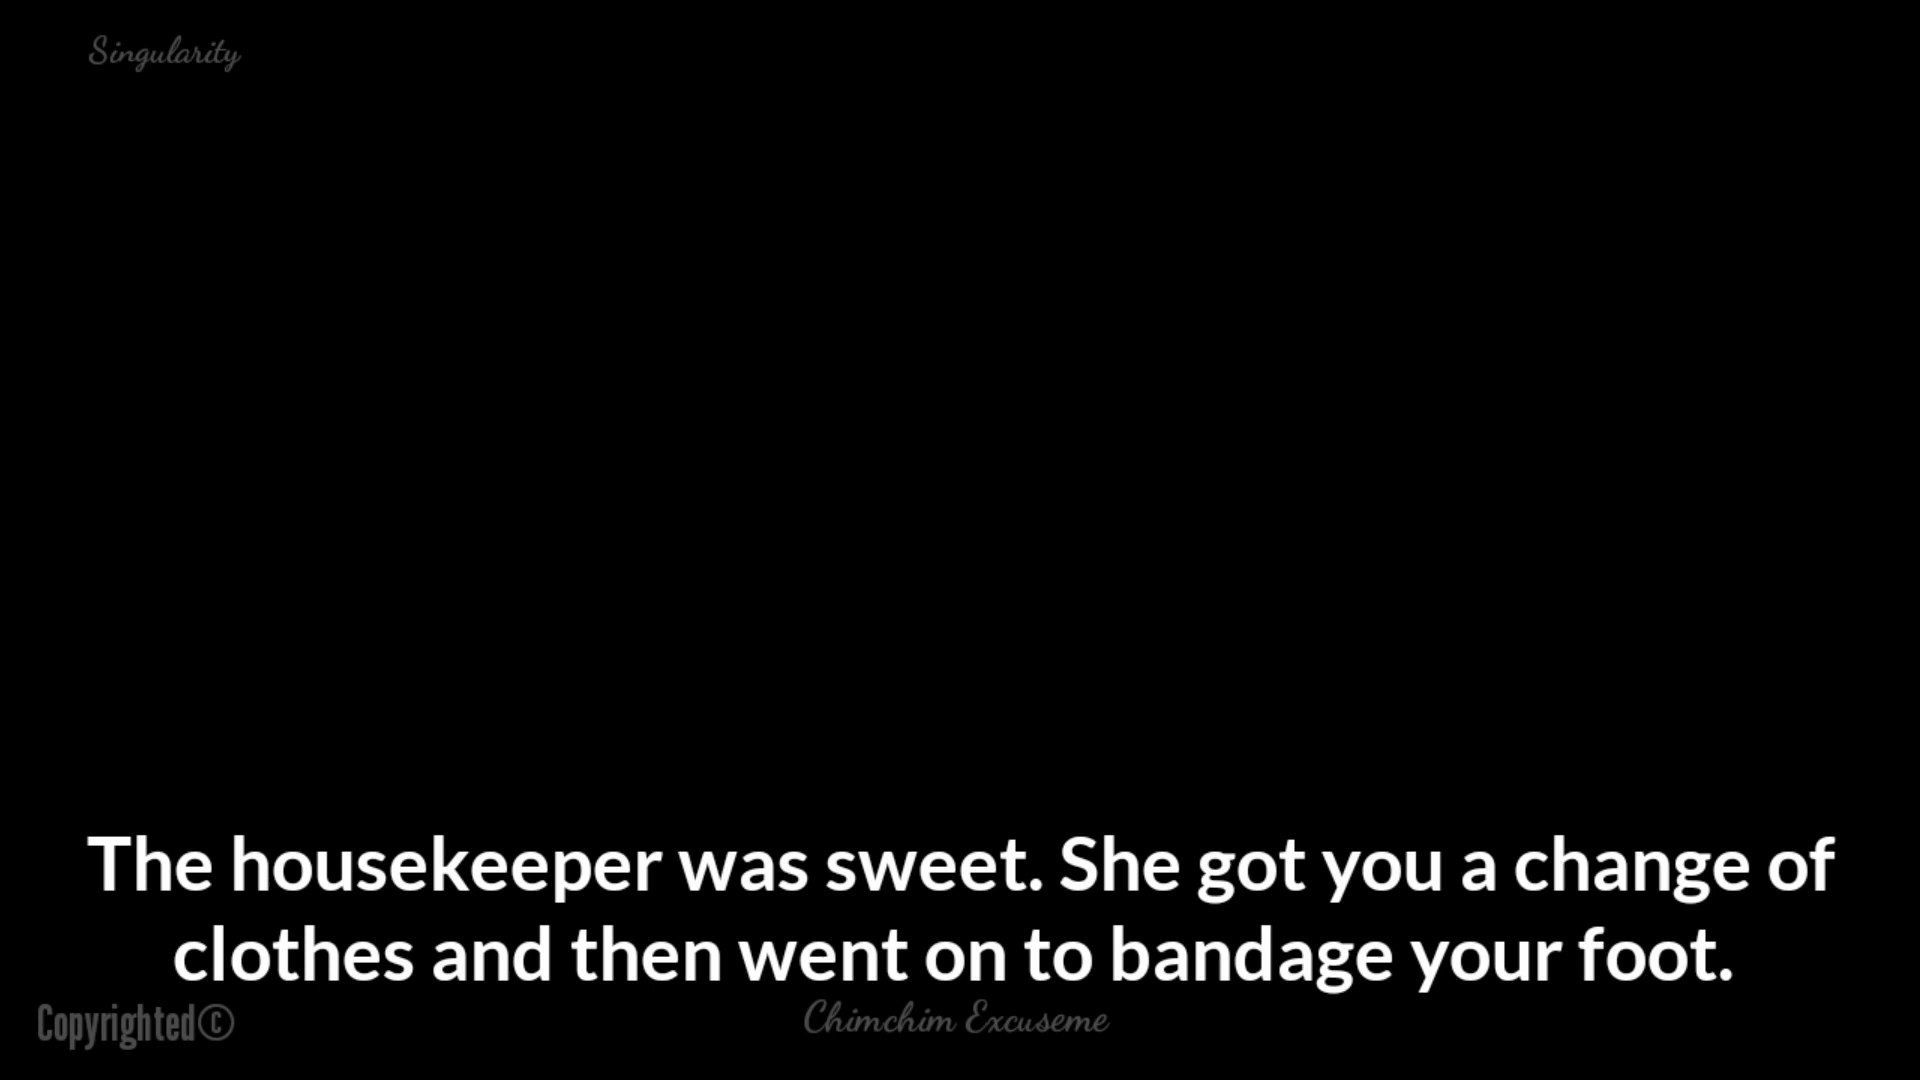 Singularity
The housekeeper was sweet. She got you a change of
clothes and then went on to bandage your foot.
Copyrighted©
Chimchim Excuseme